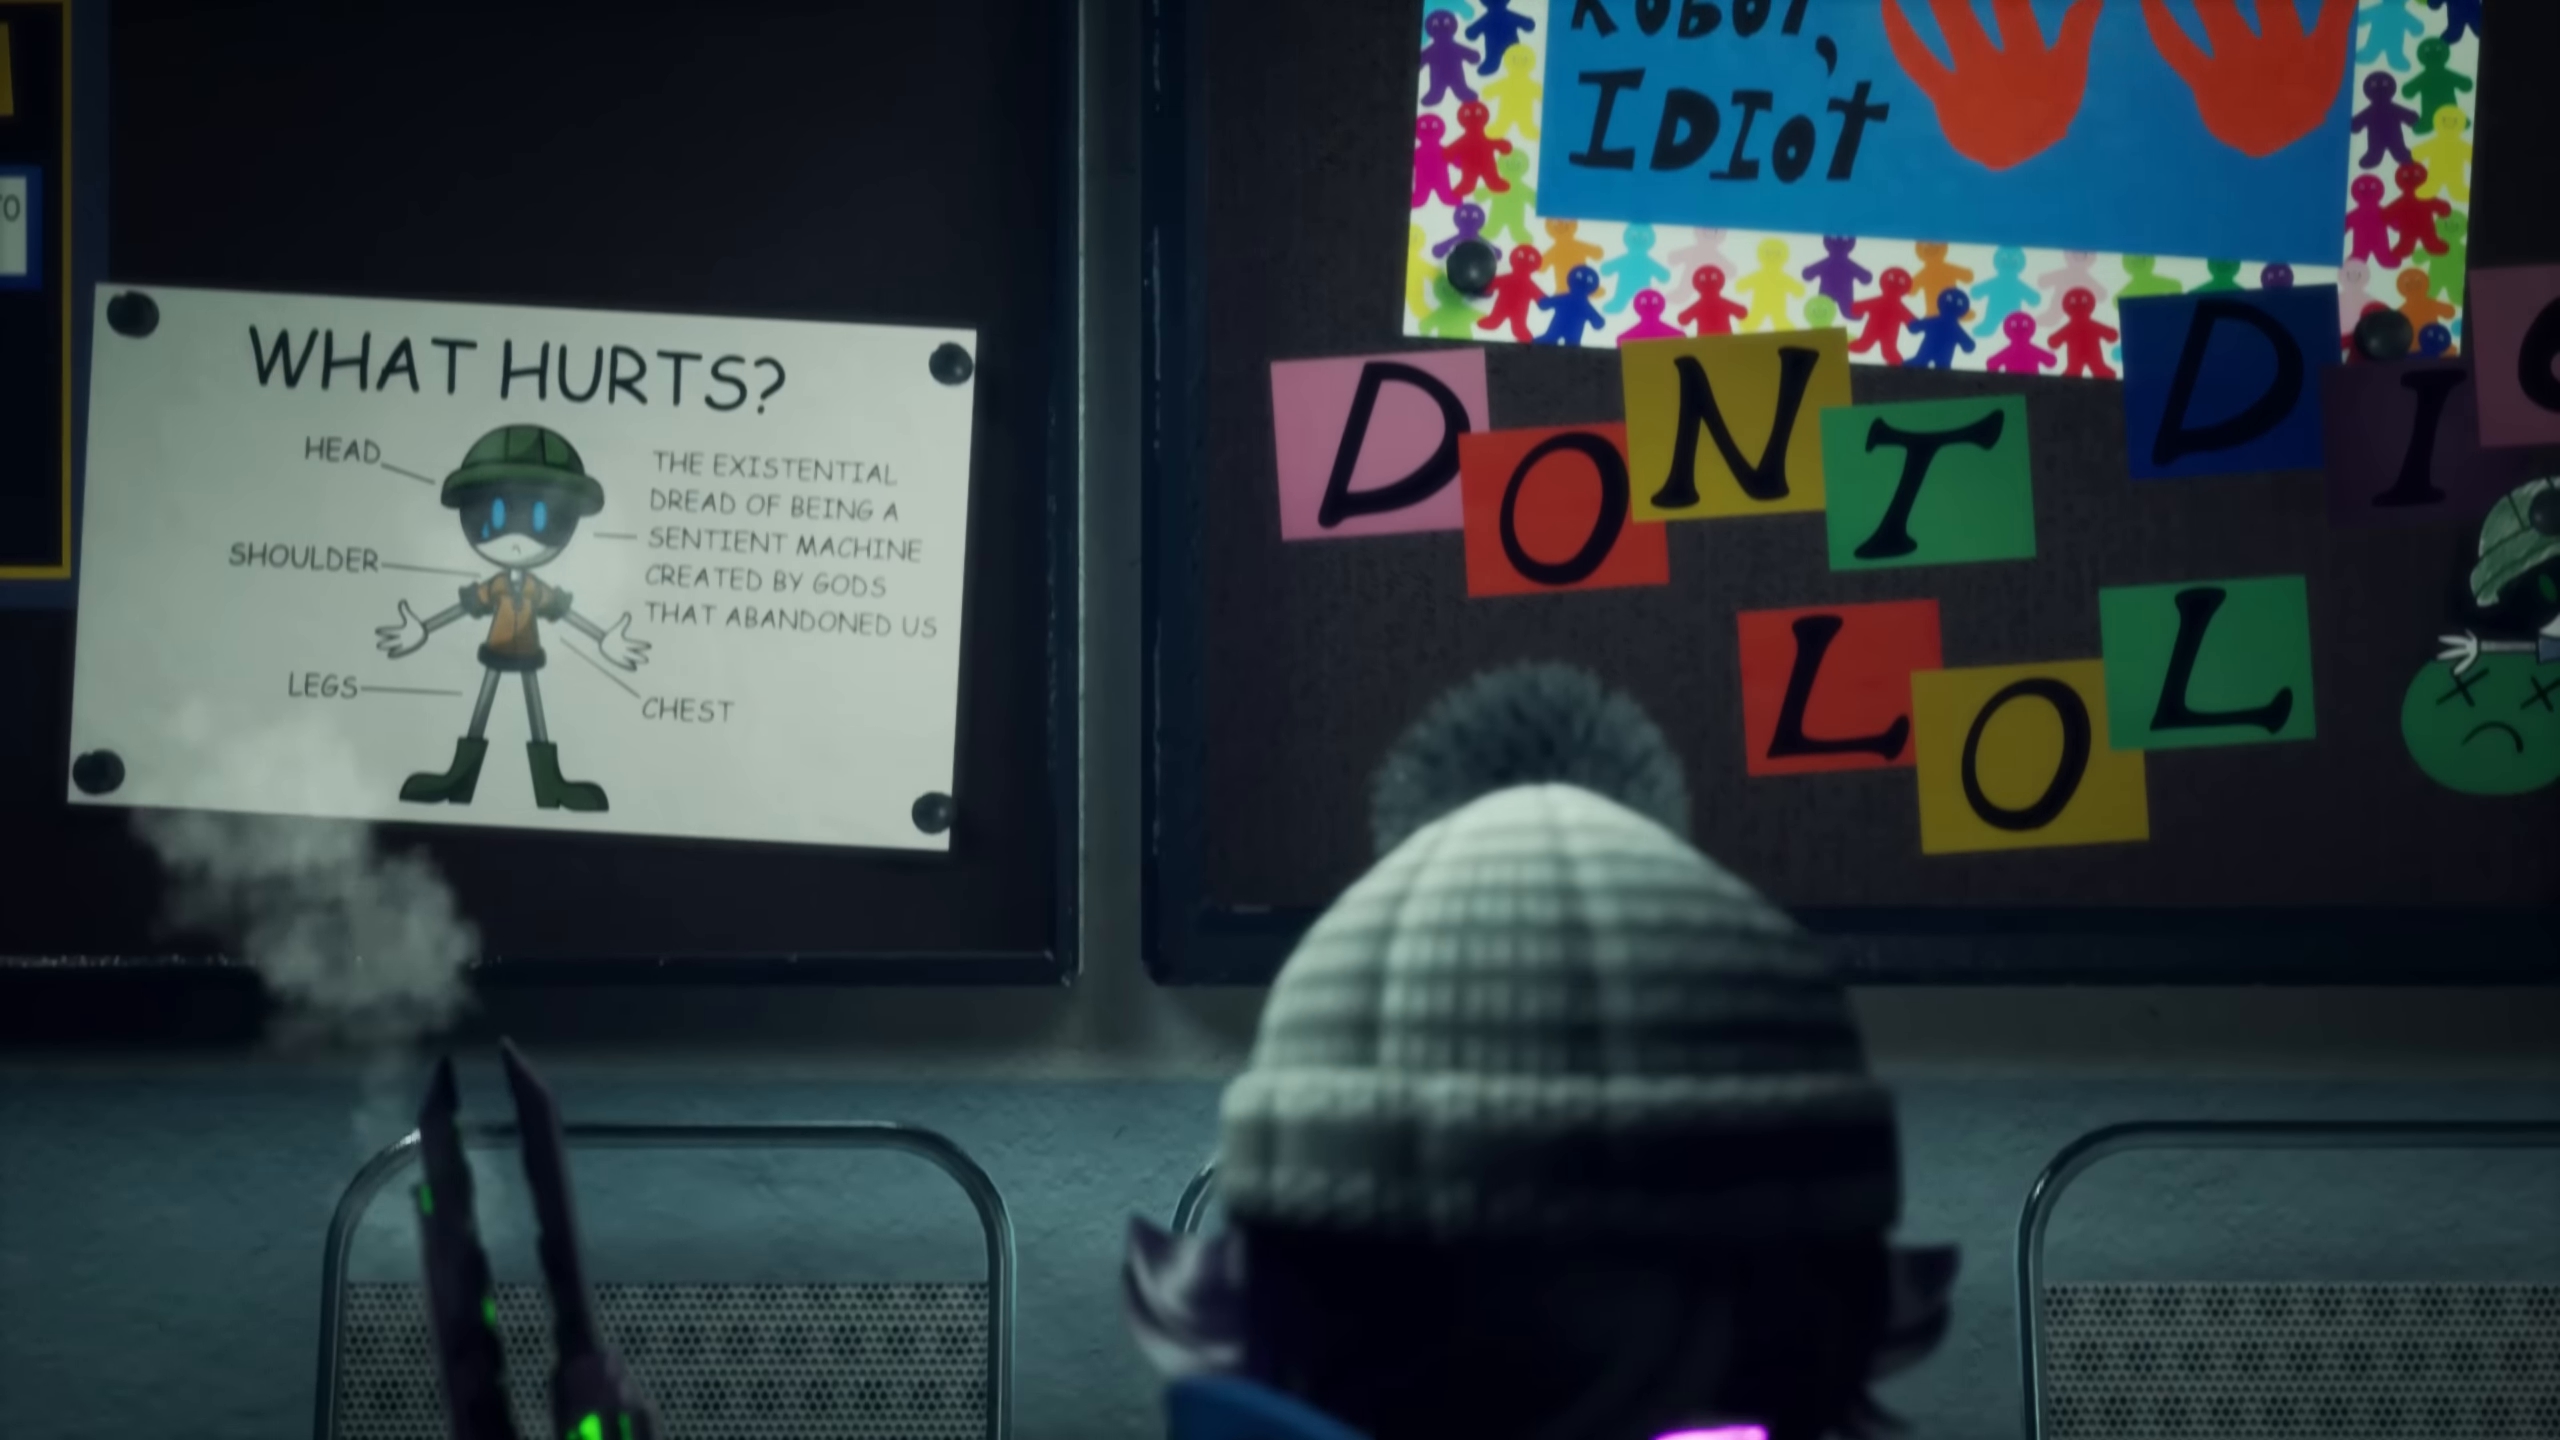 WHAT HURTS?
HEAD
THE EXISTENTIAL
DREAD OF BEING A
SENTIENT MACHINE
CREATED BY GODS
THAT ABANDONED US
SHOULDER
LEGS
CHEST
ROBOT,
IDIOT
DONT
LOL